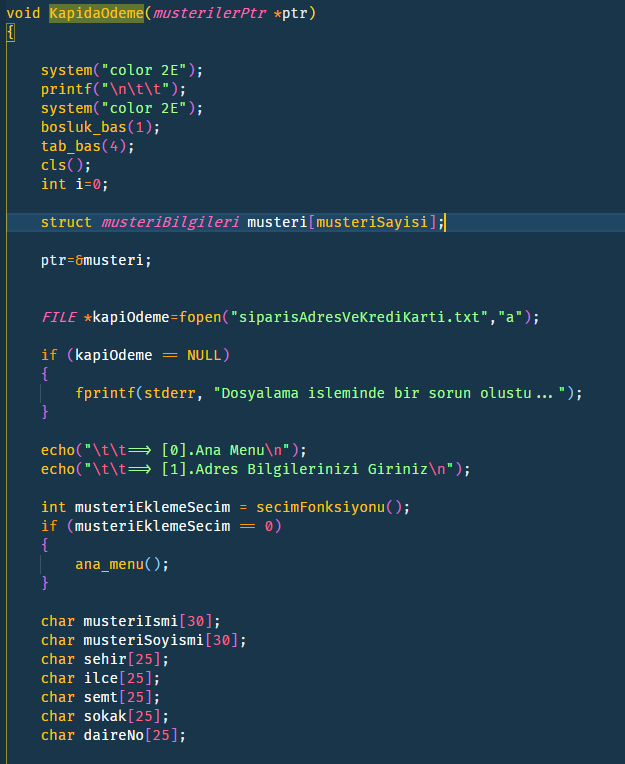 void KapidaOdeme(musterilerPtr *ptr)
{
system("color 2E");
printf("\n\t\t");
system("color 2E");
bosluk_bas(1);
tab_bas(4);
cls();
int i=0;
struct musteriBilgileri musteri[musteriSayisi];
ptr=&musteri;
FILE *kapiOdeme=fopen("siparisAdresVeKrediKarti.txt","a");
if (kapiOdeme == NULL)
{
fprintf(stderr, "Dosyalama isleminde bir sorun olustu...");
}
echo("\t\t==> [0].Ana Menu\n");
echo("\t\t==> [1].Adres Bilgilerinizi Giriniz\n");
int musteriEklemeSecim = secimFonksiyonu();
if (musteriEklemeSecim == 0)
{
ana_menu();
}
char musteriIsmi[30];
char musteriSoyismi[30];
char sehir[25];
char ilce[25];
char semt[25];
char sokak[25];
char daireNo[25];